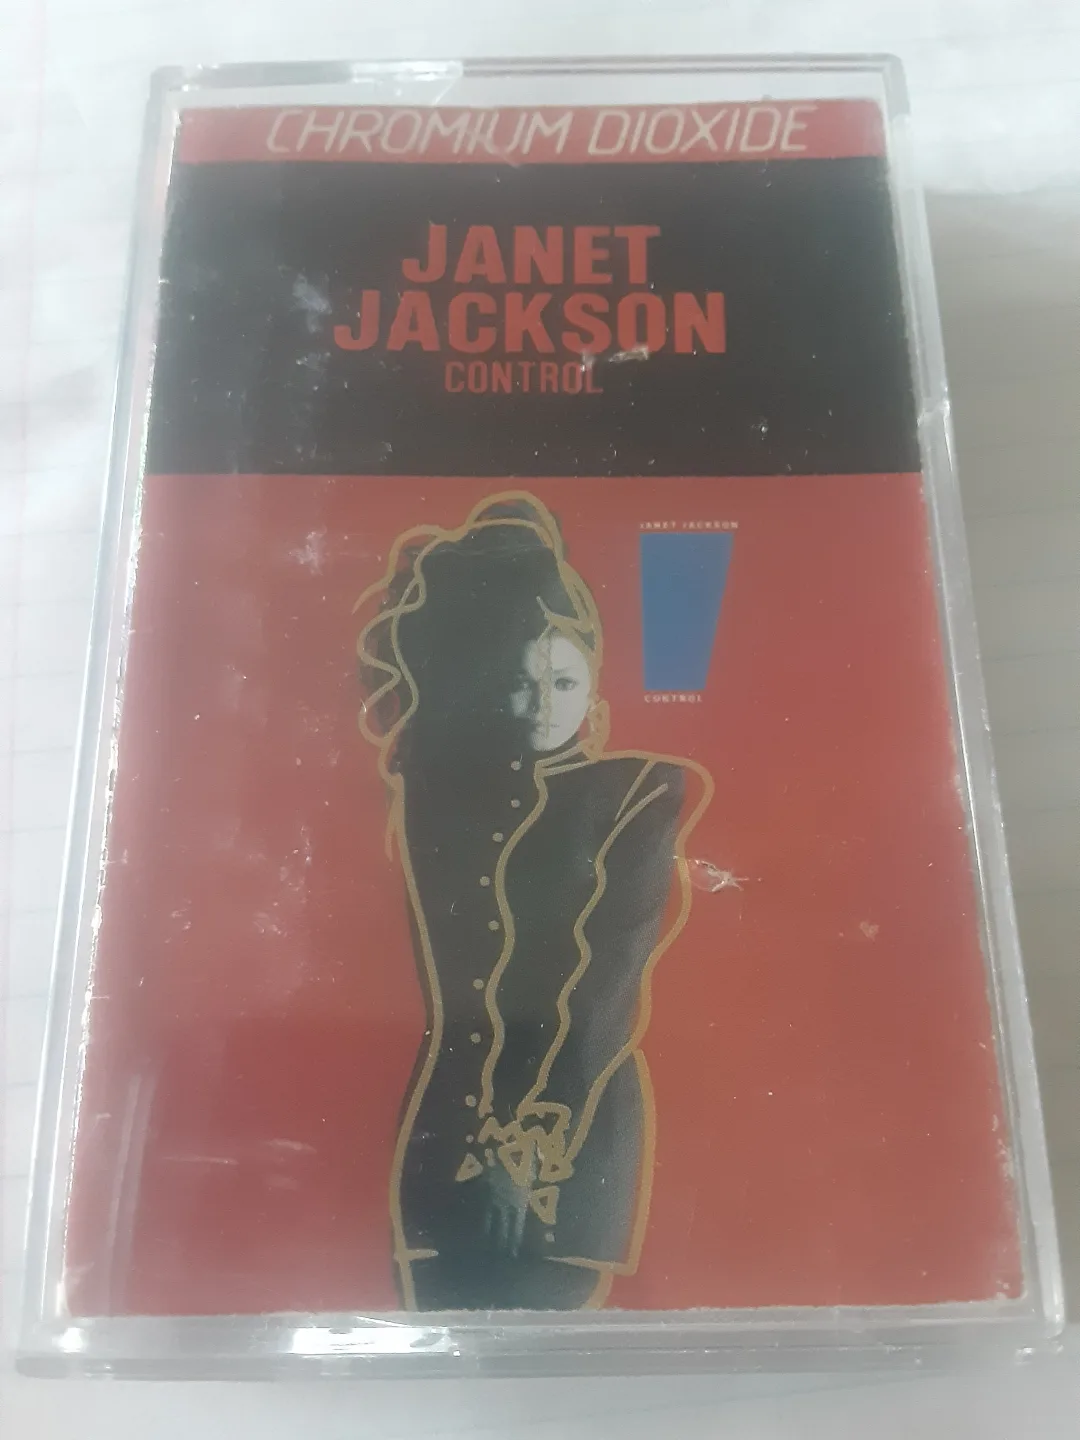 CHROMIUM DIOXIDE
JANET
JACKSON
CONTROL
JANET JACKSON
CONTROL